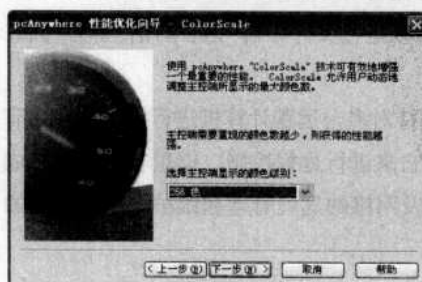 pcAnywhere 性能优化向导 - ColorScale
使用 pcAnywhere "ColorScale" 技术可有效地增强
一个最重要的性能。 ColorScale 允许用户动态地
调整主控端所显示的最大颜色数。
主控端需要重现的颜色数越少，则获得的性能越
强。
选择主控端显示的颜色级别：
256 色
<上一步(B) 下一步(N)> 取消 帮助